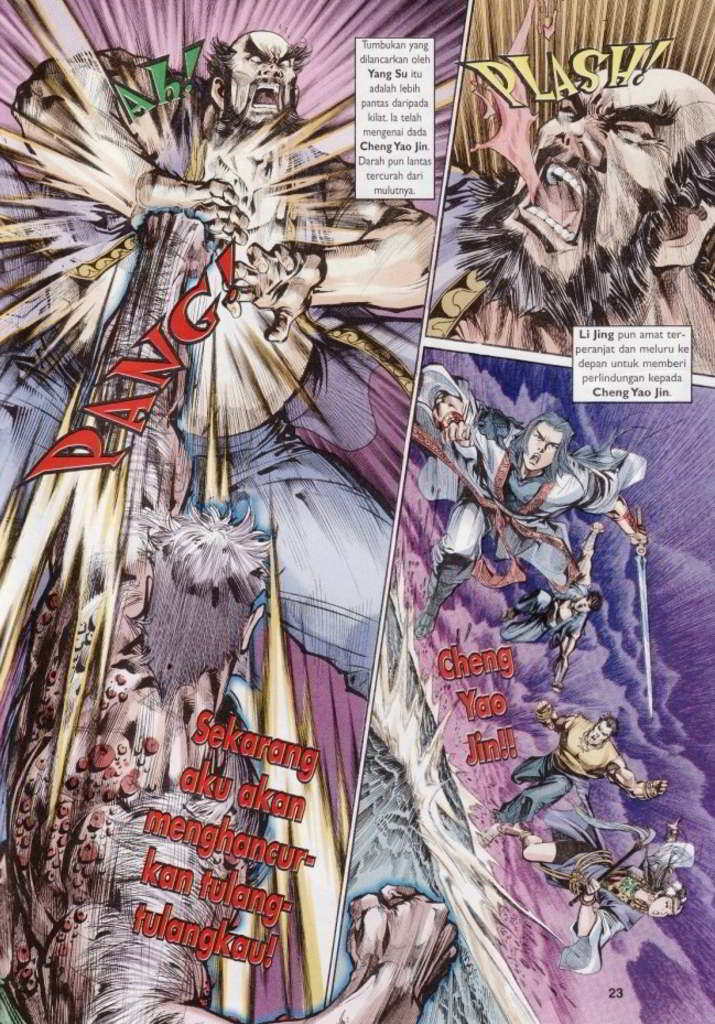 AH!
Tumbukan yang
dilancarkan oleh
Yang Su itu
adalah lebih
pantas daripada
kilat. Ia telah
mengenai dada
Cheng Yao Jin.
Darah pun lantas
tercurah dari
mulutnya.
PANG!
Sekarang
aku akan
menghancur-
kan tulang-
tulangkau!
PLASH!
Li Jing pun amat ter-
peranjat dan meluru ke
depan untuk memberi
perlindungan kepada
Cheng Yao Jin.
Cheng
Yao
Jin!!
23